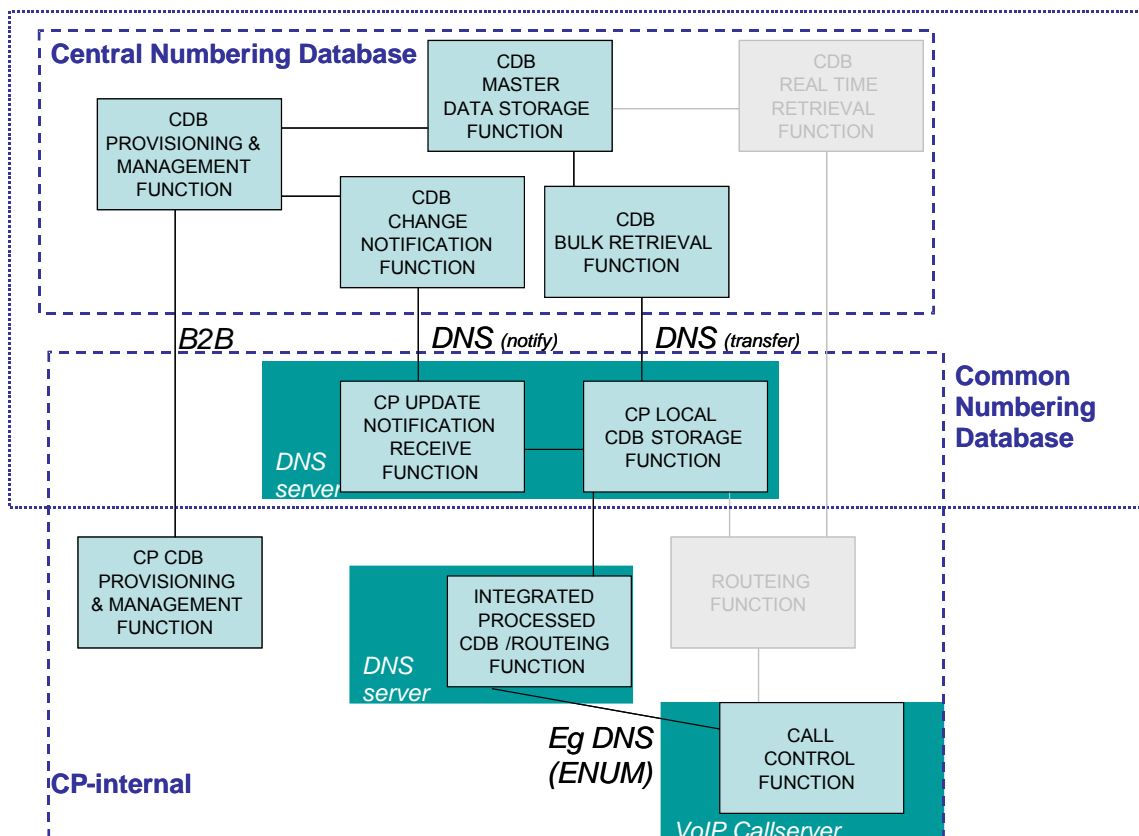 Central Numbering Database
CDB
MASTER
DATA STORAGE
FUNCTION
CDB
REAL TIME
RETRIEVAL
FUNCTION
CDB
PROVISIONING &
MANAGEMENT
FUNCTION
CDB
CHANGE
NOTIFICATION
FUNCTION
CDB
BULK RETRIEVAL
FUNCTION
B2B
DNS (notify)
DNS (transfer)
Common
Numbering
Database
CP UPDATE
NOTIFICATION
RECEIVE
FUNCTION
CP LOCAL
CDB STORAGE
FUNCTION
DNS
server
CP CDB
PROVISIONING
& MANAGEMENT
FUNCTION
INTEGRATED
PROCESSED
CDB /ROUTEING
FUNCTION
ROUTEING
FUNCTION
DNS
server
Eg DNS
(ENUM)
CALL
CONTROL
FUNCTION
CP-internal
VoIP Callserver